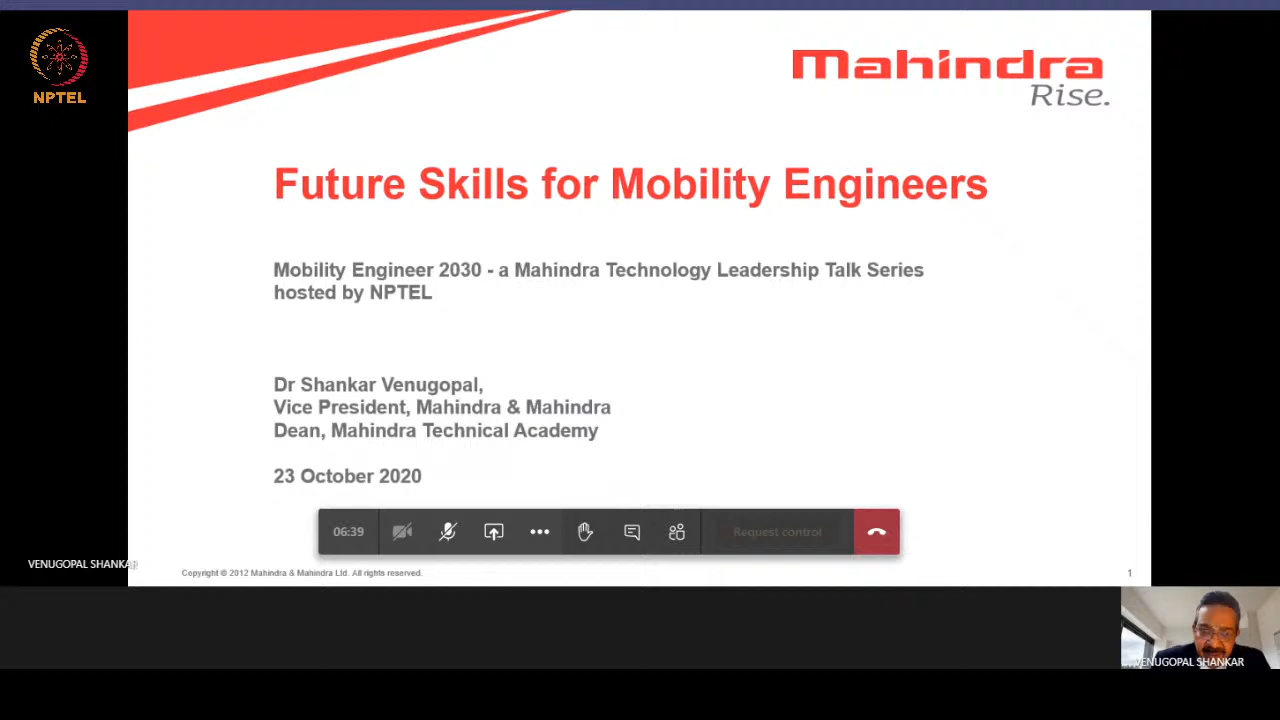 NPTEL
Mahindra
Rise.
Future Skills for Mobility Engineers
Mobility Engineer 2030 - a Mahindra Technology Leadership Talk Series
hosted by NPTEL
Dr Shankar Venugopal,
Vice President, Mahindra & Mahindra
Dean, Mahindra Technical Academy
23 October 2020
06:39
Request control
VENUGOPAL SHANKAR
Copyright © 2012 Mahindra & Mahindra Ltd. All rights reserved.
1
VENUGOPAL SHANKAR